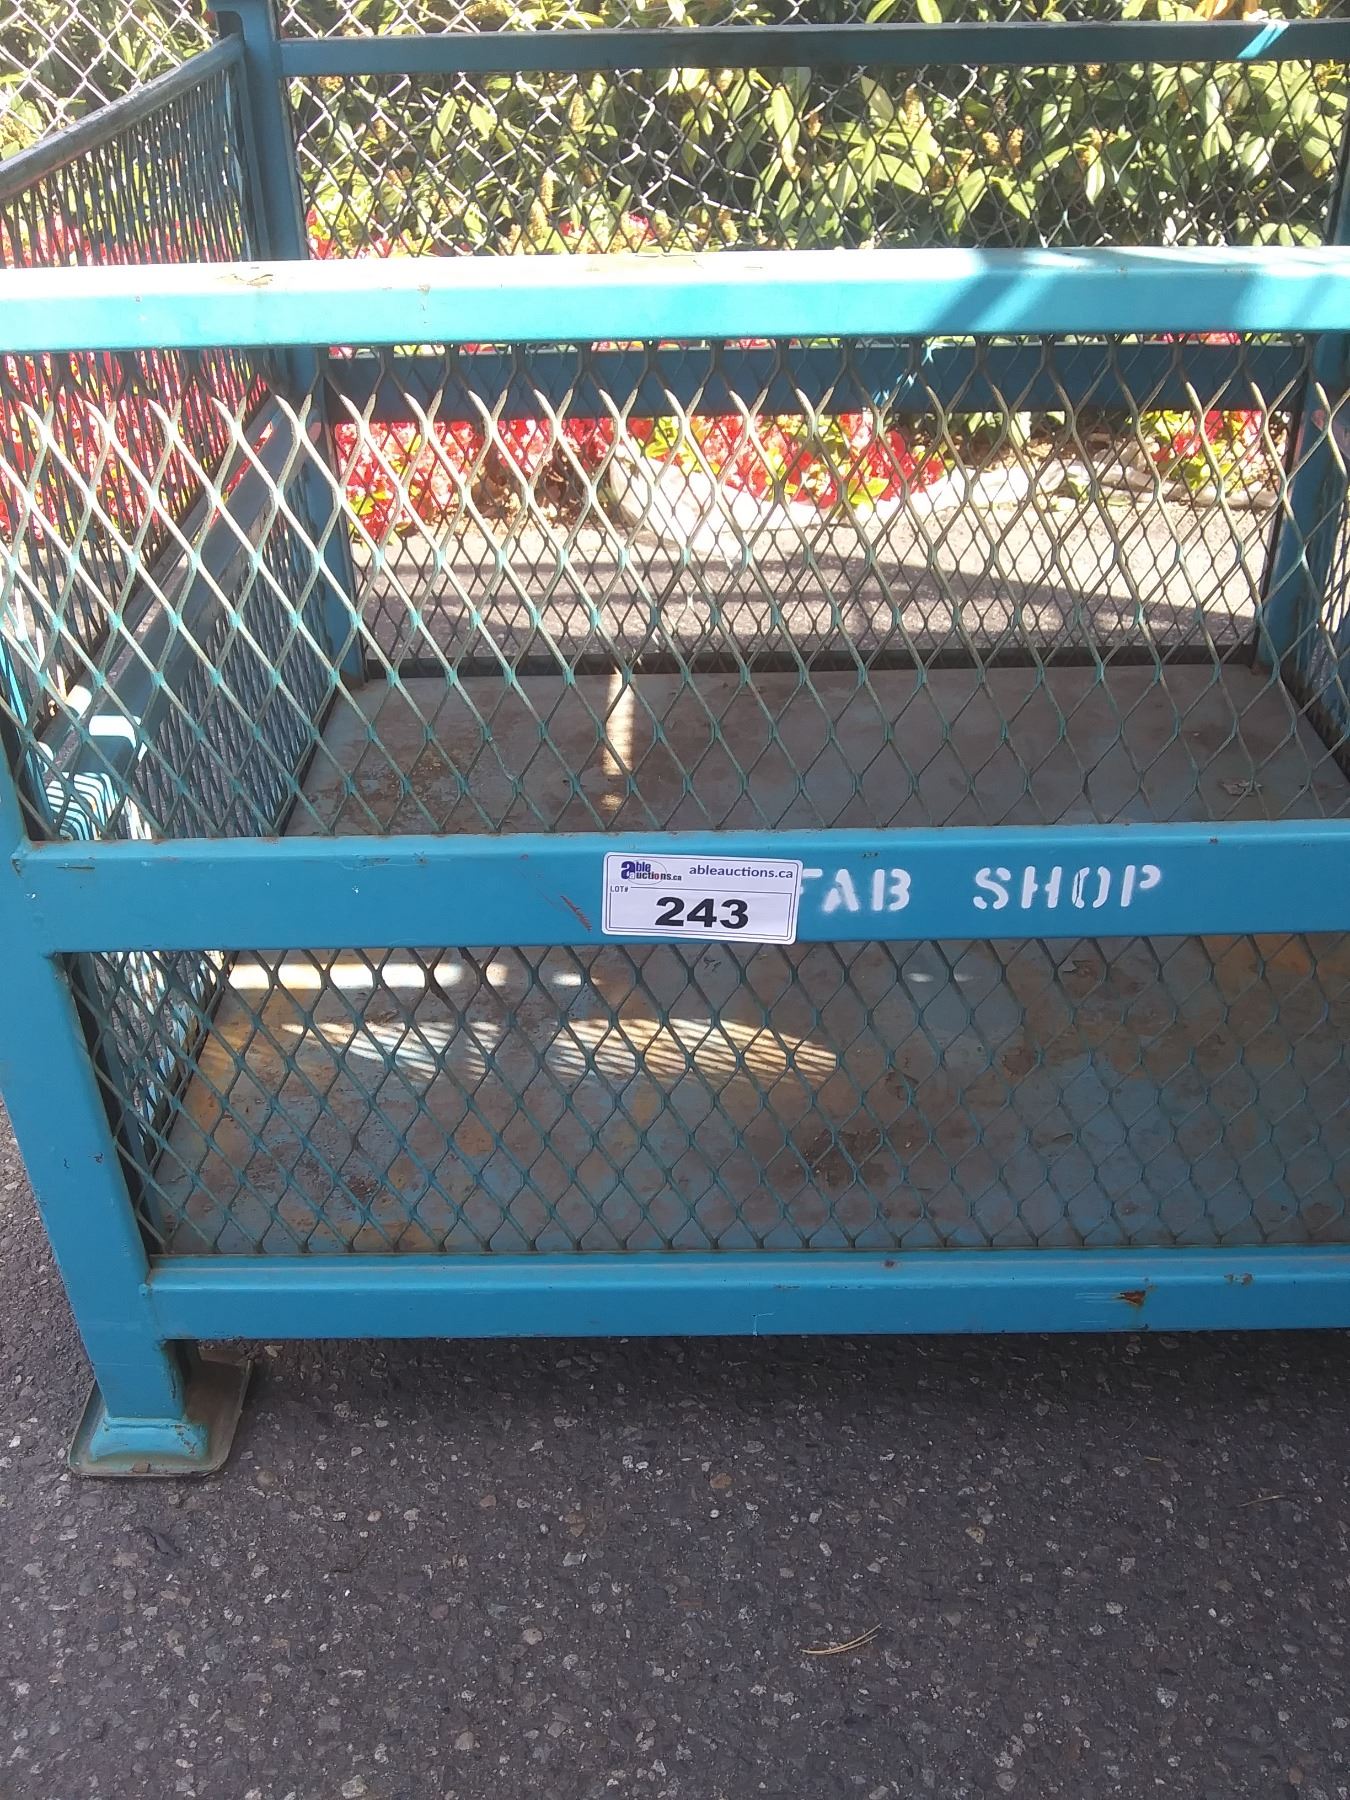 able auctions.ca ableauctions.ca
LOT#
243
FAB SHOP